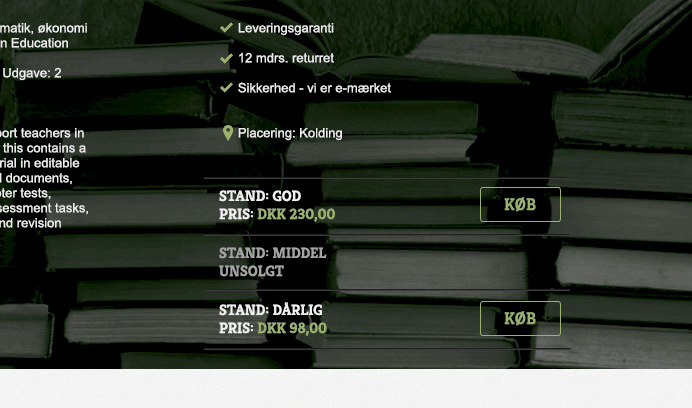 matik, økonomi
n Education
Udgave: 2
port teachers in
this contains a
rial in editable
l documents,
ter tests,
sessment tasks,
nd revision
Leveringsgaranti
12 mdrs. returret
Sikkerhed - vi er e-mærket
Placering: Kolding
STAND: GOD
PRIS: DKK 230,00
KØB
STAND: MIDDEL
UNSOLGT
STAND: DÅRLIG
PRIS: DKK 98,00
KØB